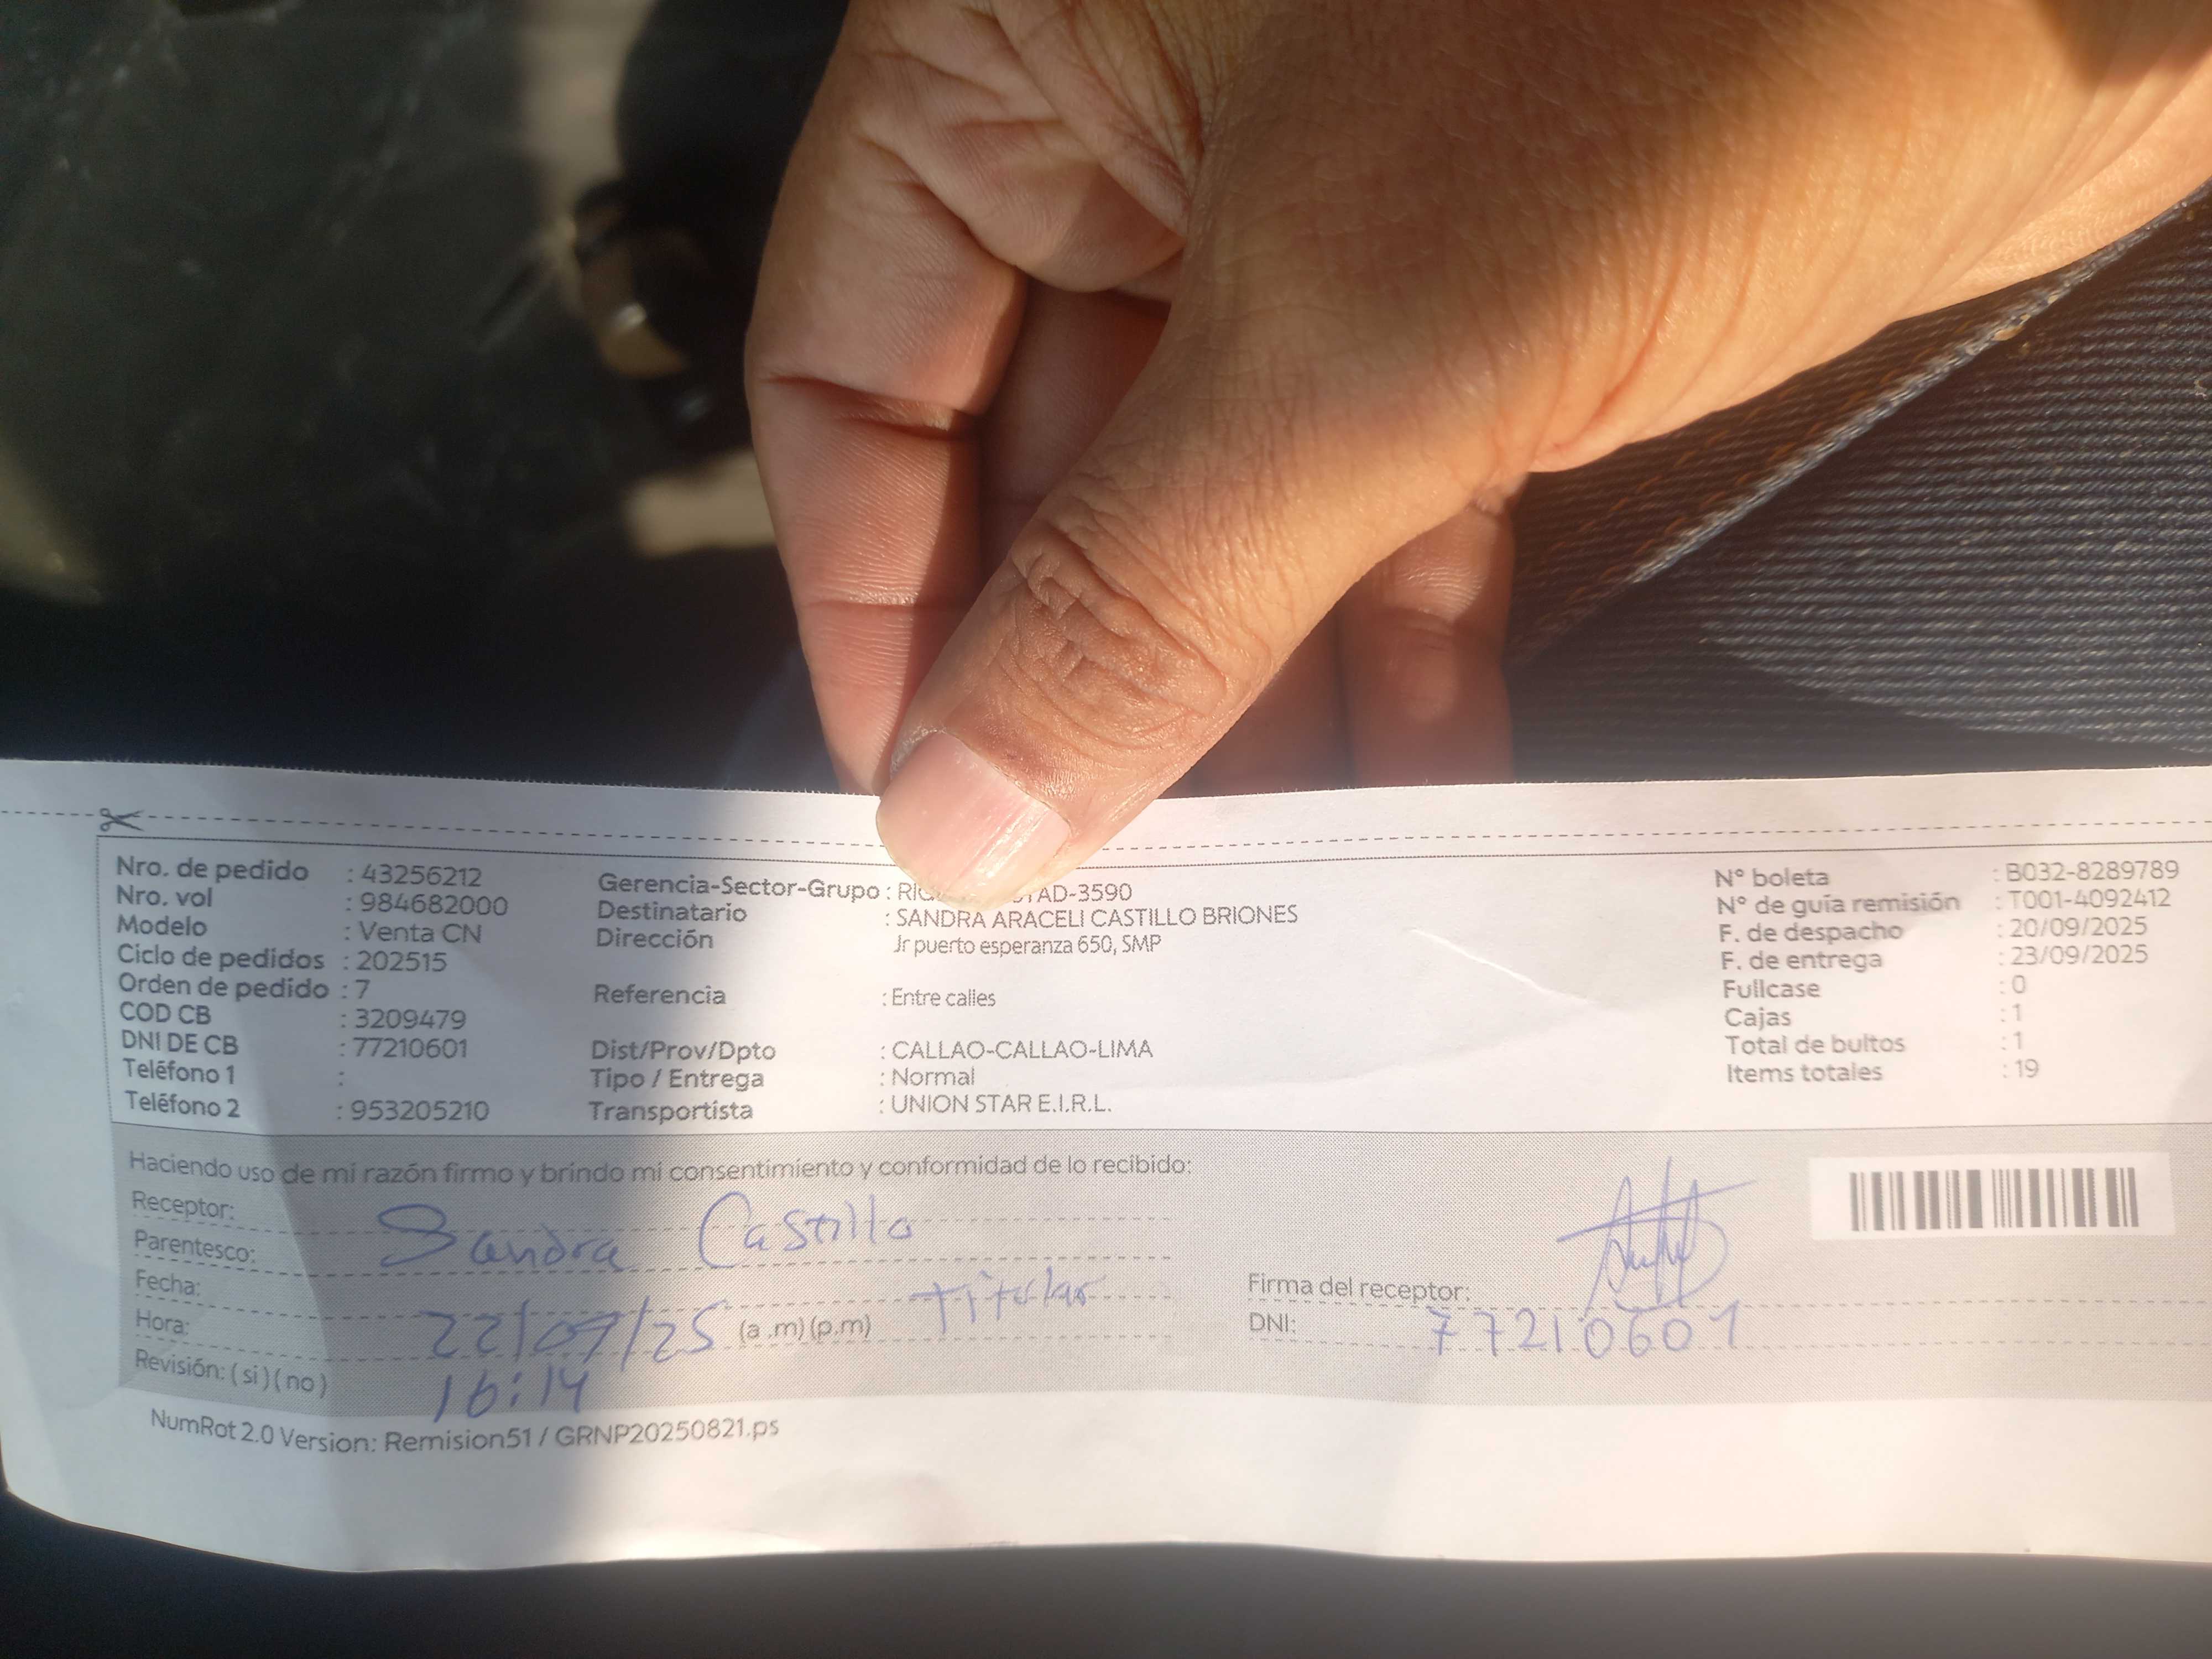 Nro. de pedido : 43256212
Nro. vol : 984682000
Modelo : Venta CN
Ciclo de pedidos : 202515
Orden de pedido : 7
COD CB : 3209479
DNI DE CB : 77210601
Teléfono 1 :
Teléfono 2 : 953205210
Gerencia-Sector-Grupo : AD-3590
Destinatario : SANDRA ARACELI CASTILLO BRIONES
Dirección Jr puerto esperanza 650, SMP
Referencia : Entre calles
Dist/Prov/Dpto : CALLAO-CALLAO-LIMA
Tipo / Entrega : Normal
Transportista : UNION STAR E.I.R.L.
N° boleta : B032-8289789
N° de guía remisión : T001-4092412
F. de despacho : 20/09/2025
F. de entrega : 23/09/2025
Fullcase : 0
Cajas : 1
Total de bultos : 1
Items totales : 19
Haciendo uso de mi razón firmo y brindo mi consentimiento y conformidad de lo recibido:
Receptor: Sandra Castillo
Parentesco: titular
Fecha: 22/09/25
Hora: 16:14 (a .m) (p.m)
Revisión: ( si ) ( no )
Firma del receptor:
DNI: 77210601
NumRot 2.0 Version: Remision51 / GRNP20250821.ps